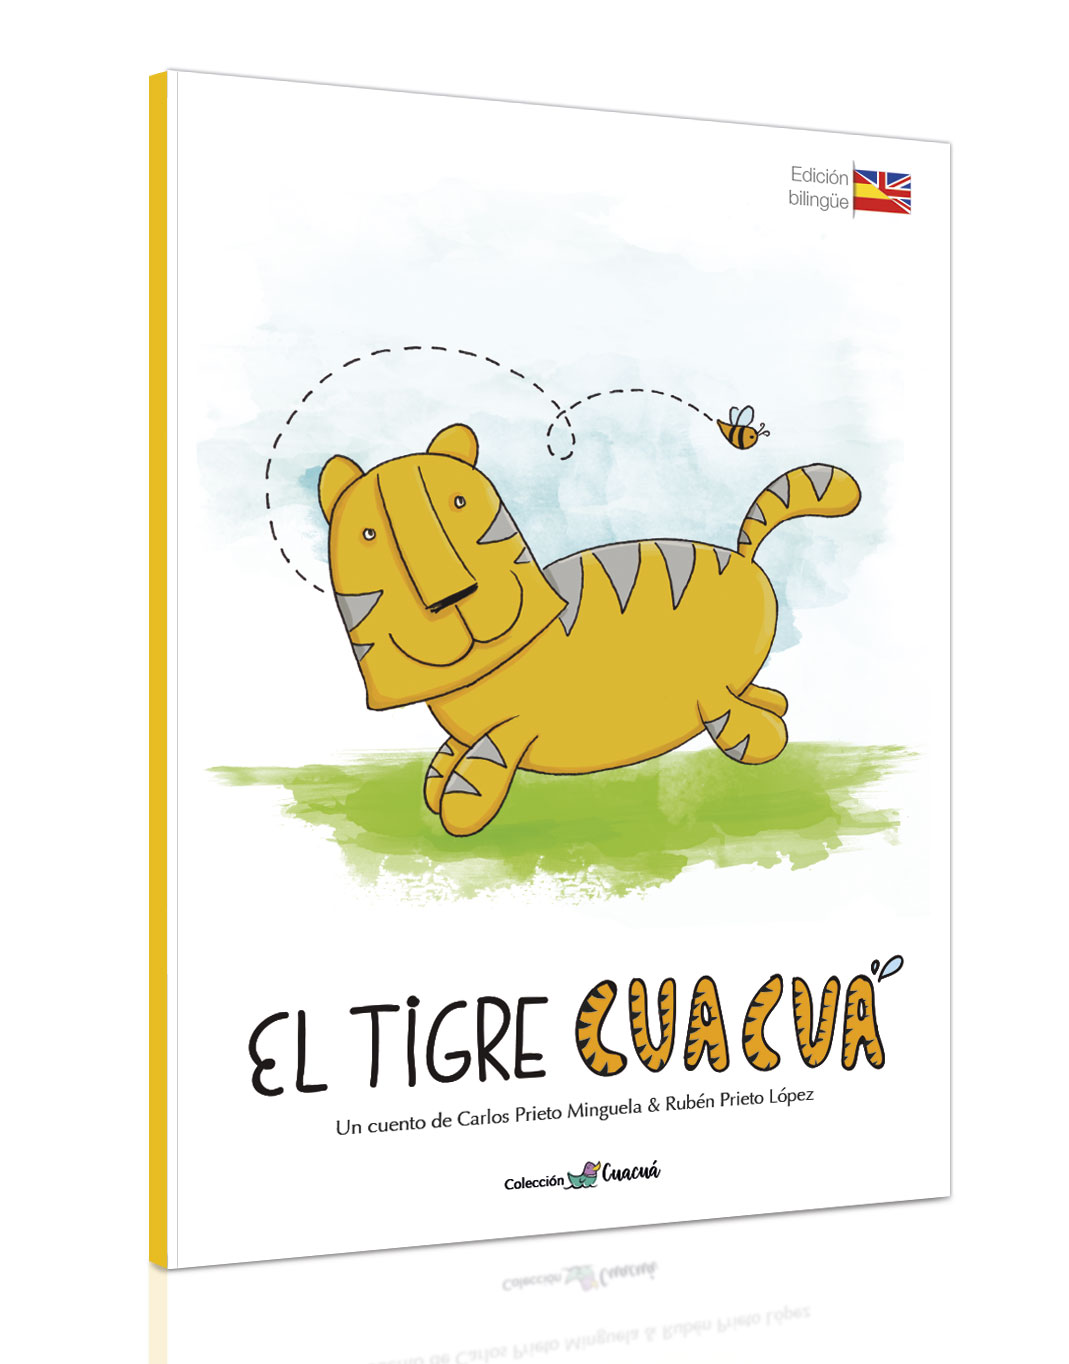 Edición
bilingüe
EL TIGRE CUACUÁ
Un cuento de Carlos Prieto Minguela & Rubén Prieto López
Colección Cuacuá